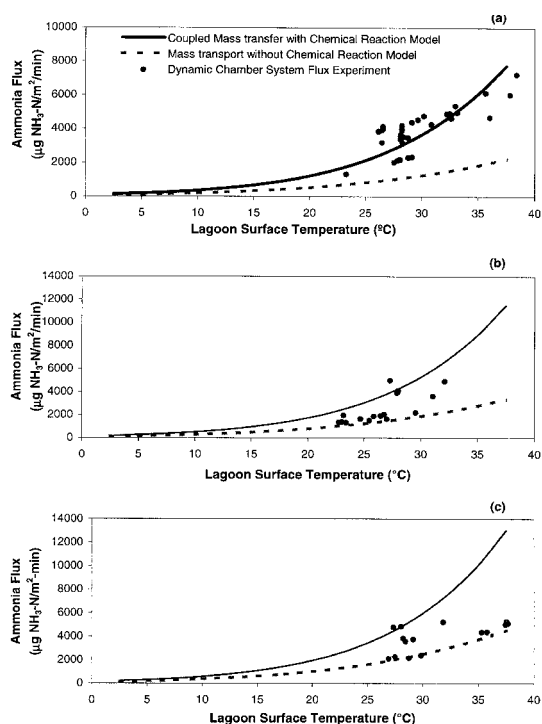 (a)
Coupled Mass transfer with Chemical Reaction Model
Mass transport without Chemical Reaction Model
Dynamic Chamber System Flux Experiment
Ammonia Flux
(µg NH₃-N/m²/min)
10000
8000
6000
4000
2000
0
0 5 10 15 20 25 30 35 40
Lagoon Surface Temperature (ºC)
(b)
Ammonia Flux
(µg NH₃-N/m²/min)
14000
12000
10000
8000
6000
4000
2000
0
0 5 10 15 20 25 30 35 40
Lagoon Surface Temperature (°C)
(c)
Ammonia Flux
(µg NH₃-N/m²-min)
14000
12000
10000
8000
6000
4000
2000
0
0 5 10 15 20 25 30 35 40
Lagoon Surface Temperature (°C)